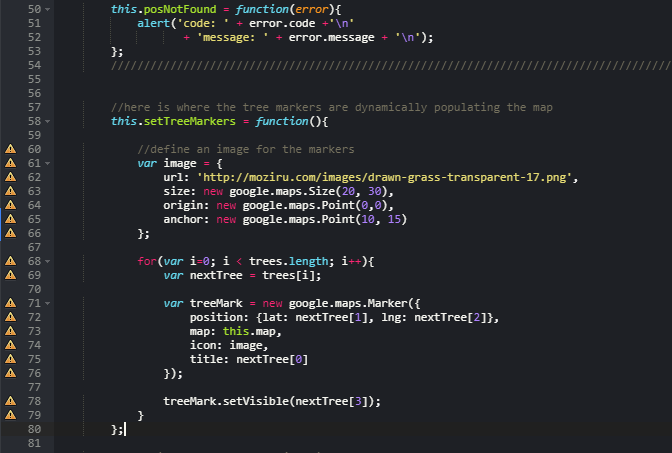 50 this.posNotFound = function(error){
51 alert('code: ' + error.code +'\n'
52 + 'message: ' + error.message + '\n');
53 };
54 /////////////////////////////////////////////////////////////////////////////////////
55
56
57 //here is where the tree markers are dynamically populating the map
58 this.setTreeMarkers = function(){
59
60 //define an image for the markers
61 var image = {
62 url: 'http://moziru.com/images/drawn-grass-transparent-17.png',
63 size: new google.maps.Size(20, 30),
64 origin: new google.maps.Point(0,0),
65 anchor: new google.maps.Point(10, 15)
66 };
67
68 for(var i=0; i < trees.length; i++){
69 var nextTree = trees[i];
70
71 var treeMark = new google.maps.Marker({
72 position: {lat: nextTree[1], lng: nextTree[2]},
73 map: this.map,
74 icon: image,
75 title: nextTree[0]
76 });
77
78 treeMark.setVisible(nextTree[3]);
79 }
80 };
81